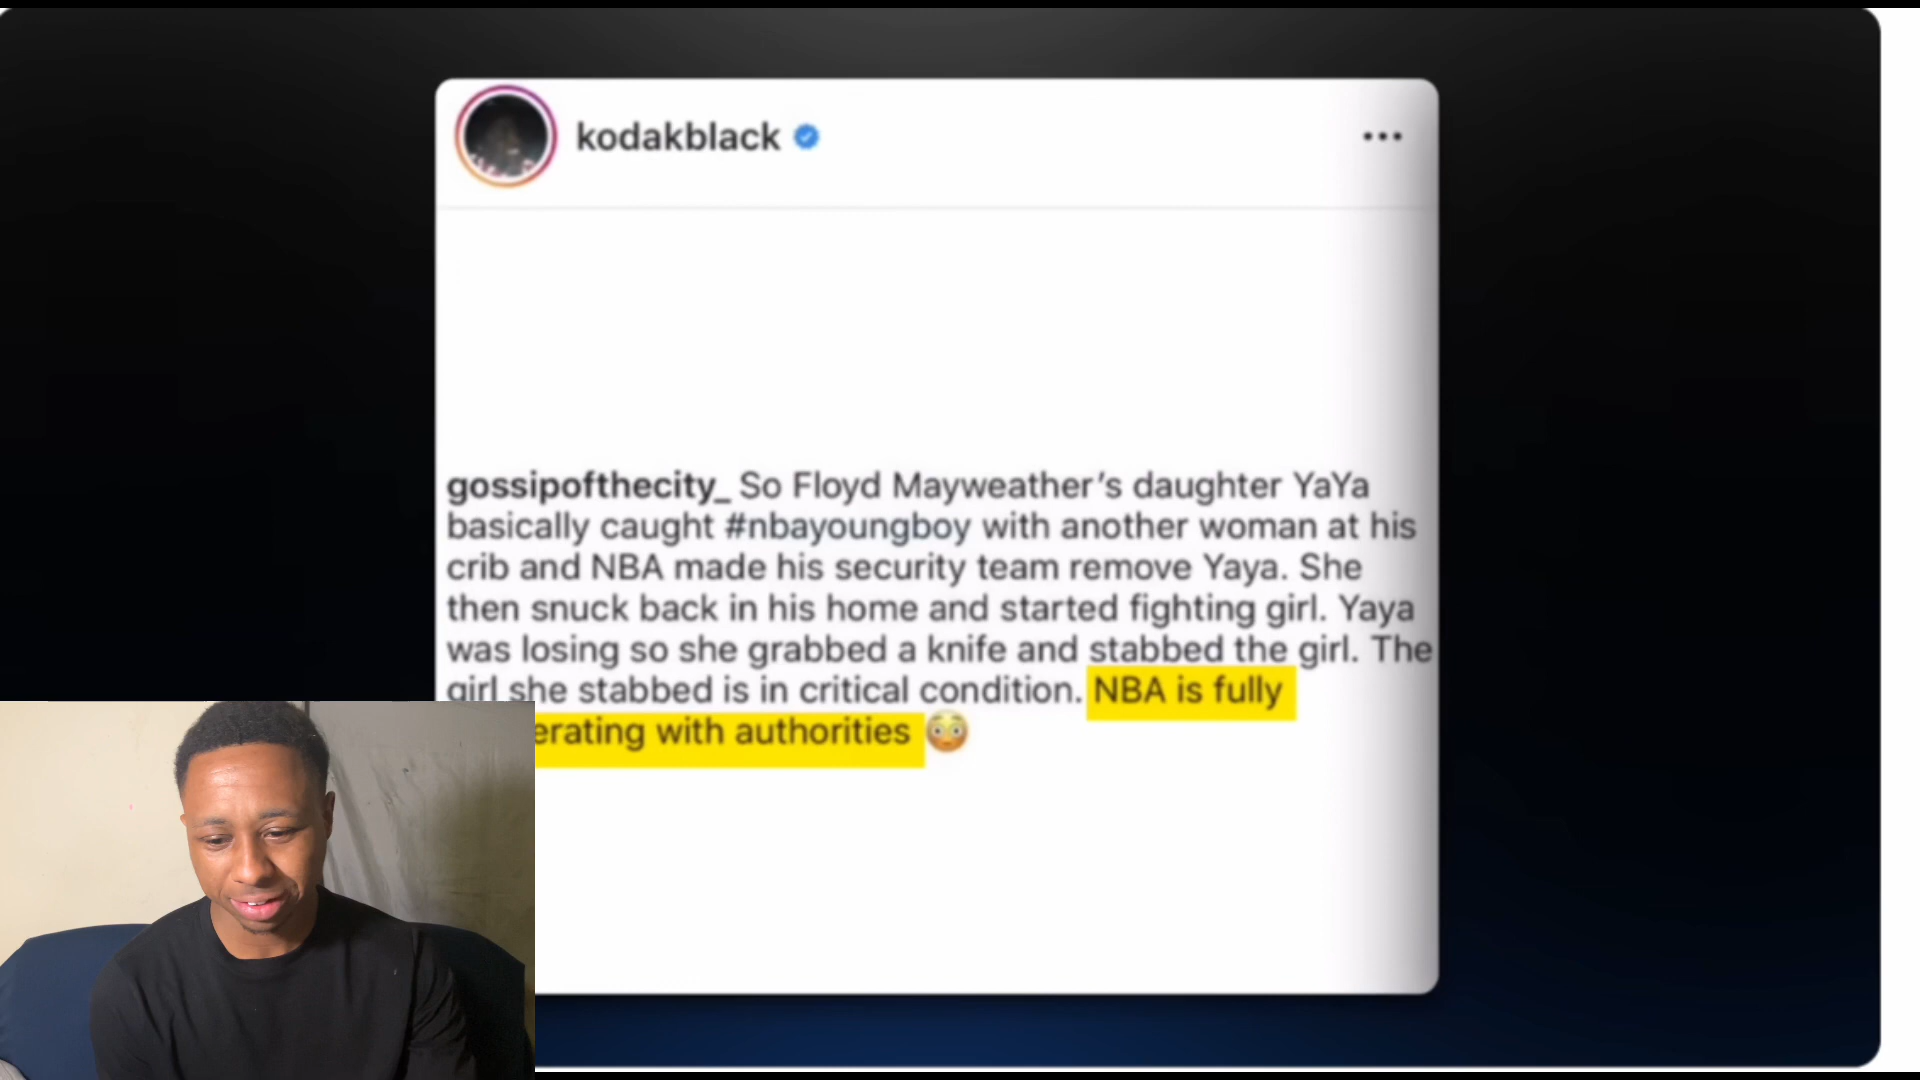 kodakblack
gossipofthecity_ So Floyd Mayweather's daughter YaYa
basically caught #nbayoungboy with another woman at his
crib and NBA made his security team remove Yaya. She
then snuck back in his home and started fighting girl. Yaya
was losing so she grabbed a knife and stabbed the girl. The
girl she stabbed is in critical condition. NBA is fully
erating with authorities 😳